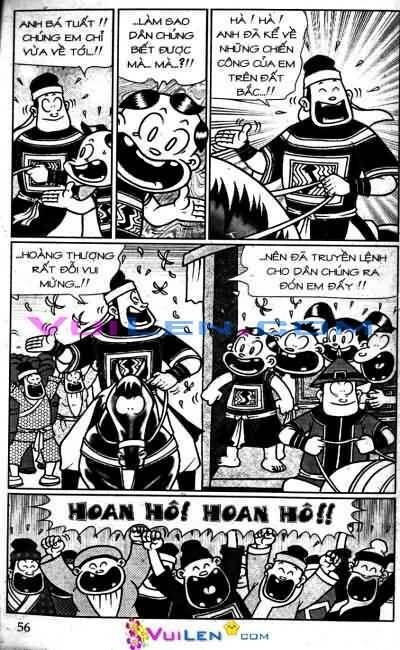 ANH BÁ TUẤT!!
CHÚNG EM CHỈ
VỪA VỀ TỚI..!!
..LÀM SAO
DÂN CHÚNG
BIẾT ĐƯỢC
MÀ.. MÀ...?!!
HÀ! HÀ!
ANH ĐÃ KỂ VỀ
NHỮNG CHIẾN
CÔNG CỦA EM
TRÊN ĐẤT
BẮC...!!
..HOÀNG THƯỢNG
RẤT ĐỖI VUI
MỪNG...!!
..NÊN ĐÃ TRUYỀN LỆNH
CHO DÂN CHÚNG RA
ĐÓN EM ĐẤY!!
VUILEN.COM
HOAN HÔ! HOAN HÔ!!
56
VUILEN.COM